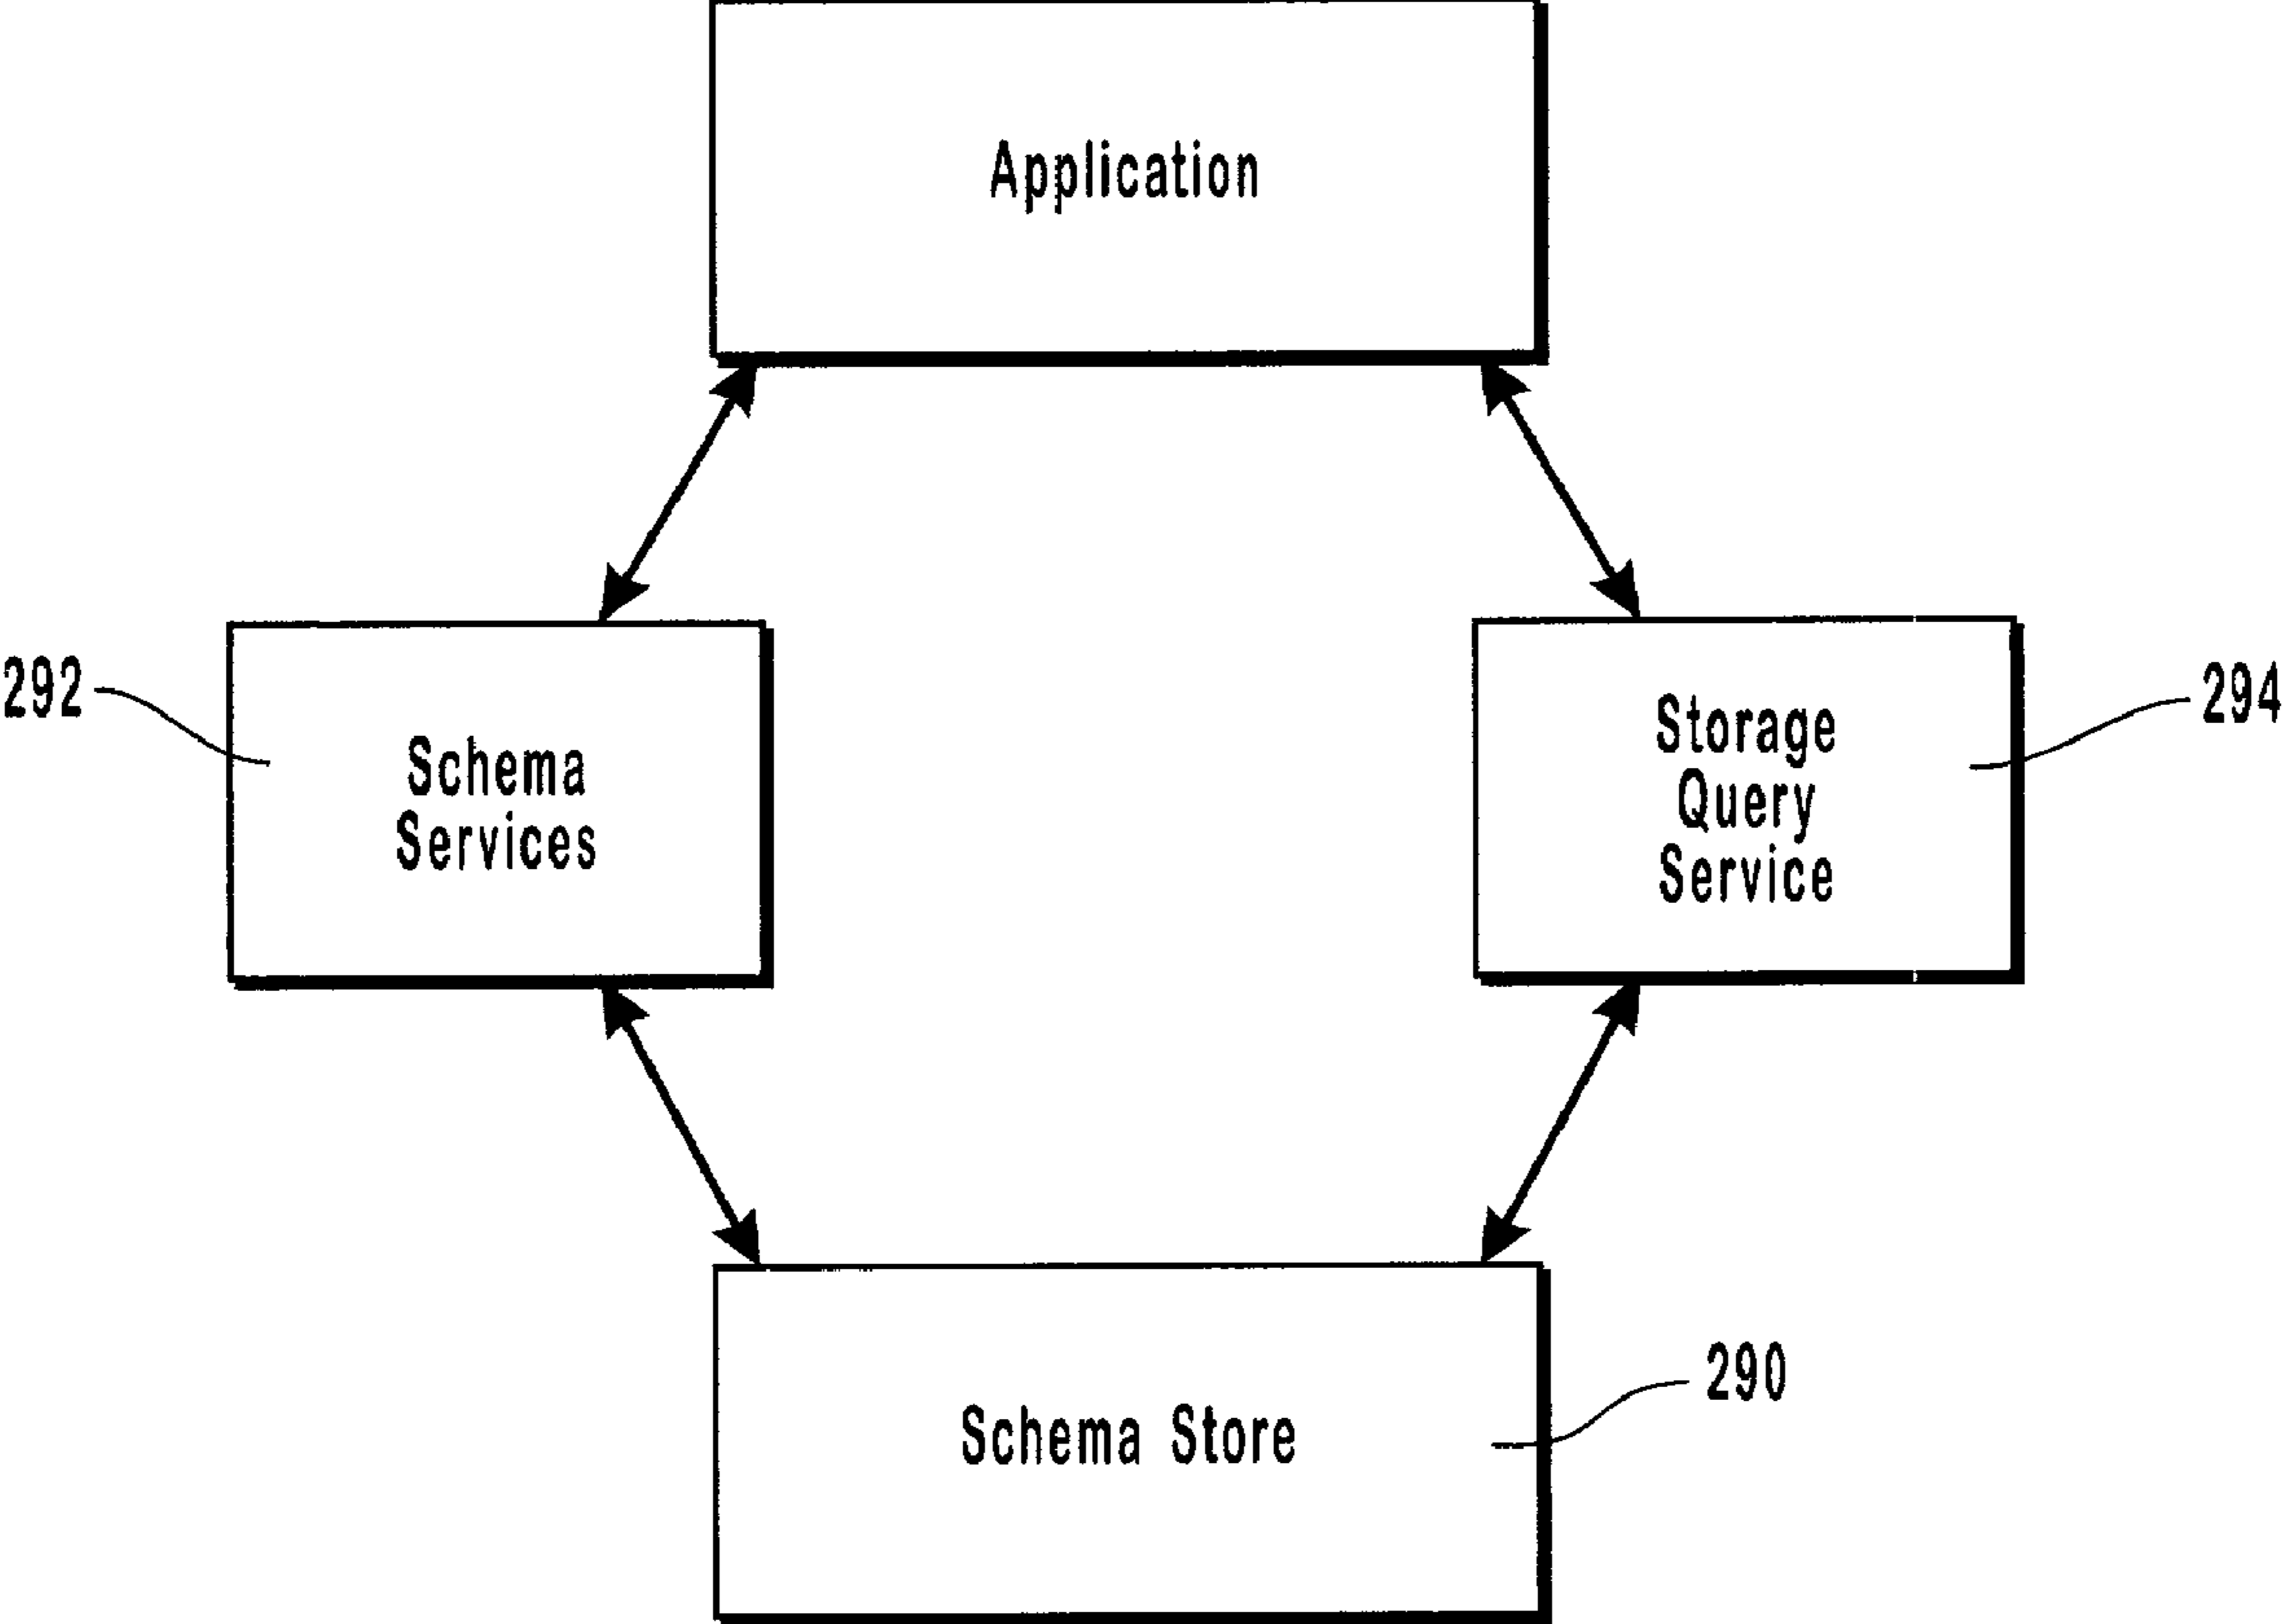 Application
292
Schema
Services
Storage
Query
Service
294
Schema Store
290